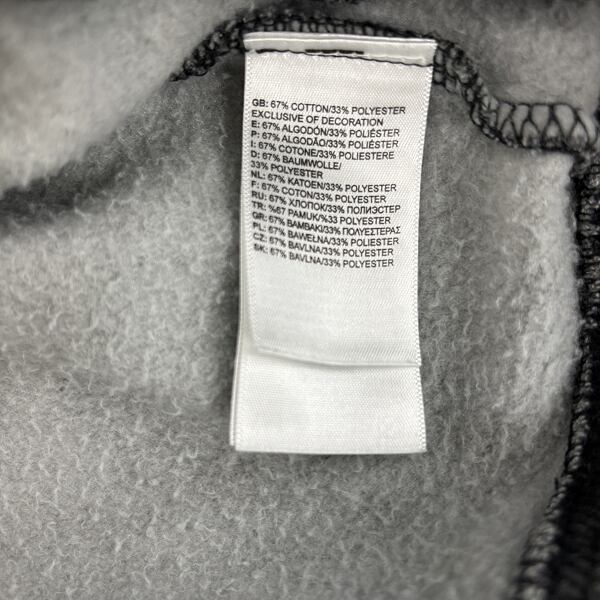 GB: 67% COTTON/33% POLYESTER
EXCLUSIVE OF DECORATION
E: 67% ALGODÓN/33% POLIÉSTER
P: 67% ALGODÃO/33% POLIÉSTER
I: 67% COTONE/33% POLIESTERE
D: 67% BAUMWOLLE/
33% POLYESTER
NL: 67% KATOEN/33% POLYESTER
F: 67% COTON/33% POLYESTER
RU: 67% ХЛОПОК/33% ПОЛИЭСТЕР
TR: %67 PAMUK/%33 POLYESTER
GR: 67% ΒΑΜΒΑΚΙ/33% ΠΟΛΥΕΣΤΕΡΑΣ
PL: 67% BAWEŁNA/33% POLIESTER
CZ: 67% BAVLNA/33% POLYESTER
SK: 67% BAVLNA/33% POLYESTER